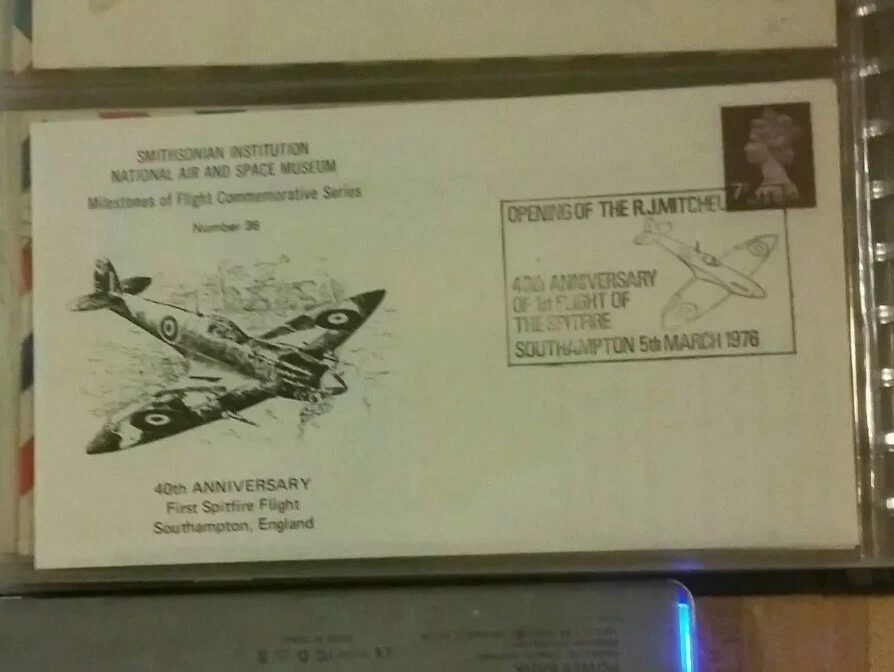 SMITHSONIAN INSTITUTION
NATIONAL AIR AND SPACE MUSEUM
Milestones of Flight Commemorative Series
Number 36
40th ANNIVERSARY
First Spitfire Flight
Southampton, England
OPENING OF THE R.J.MITCHEL
40th ANNIVERSARY
OF 1st FLIGHT OF
THE SPITFIRE
SOUTHAMPTON 5th MARCH 1976